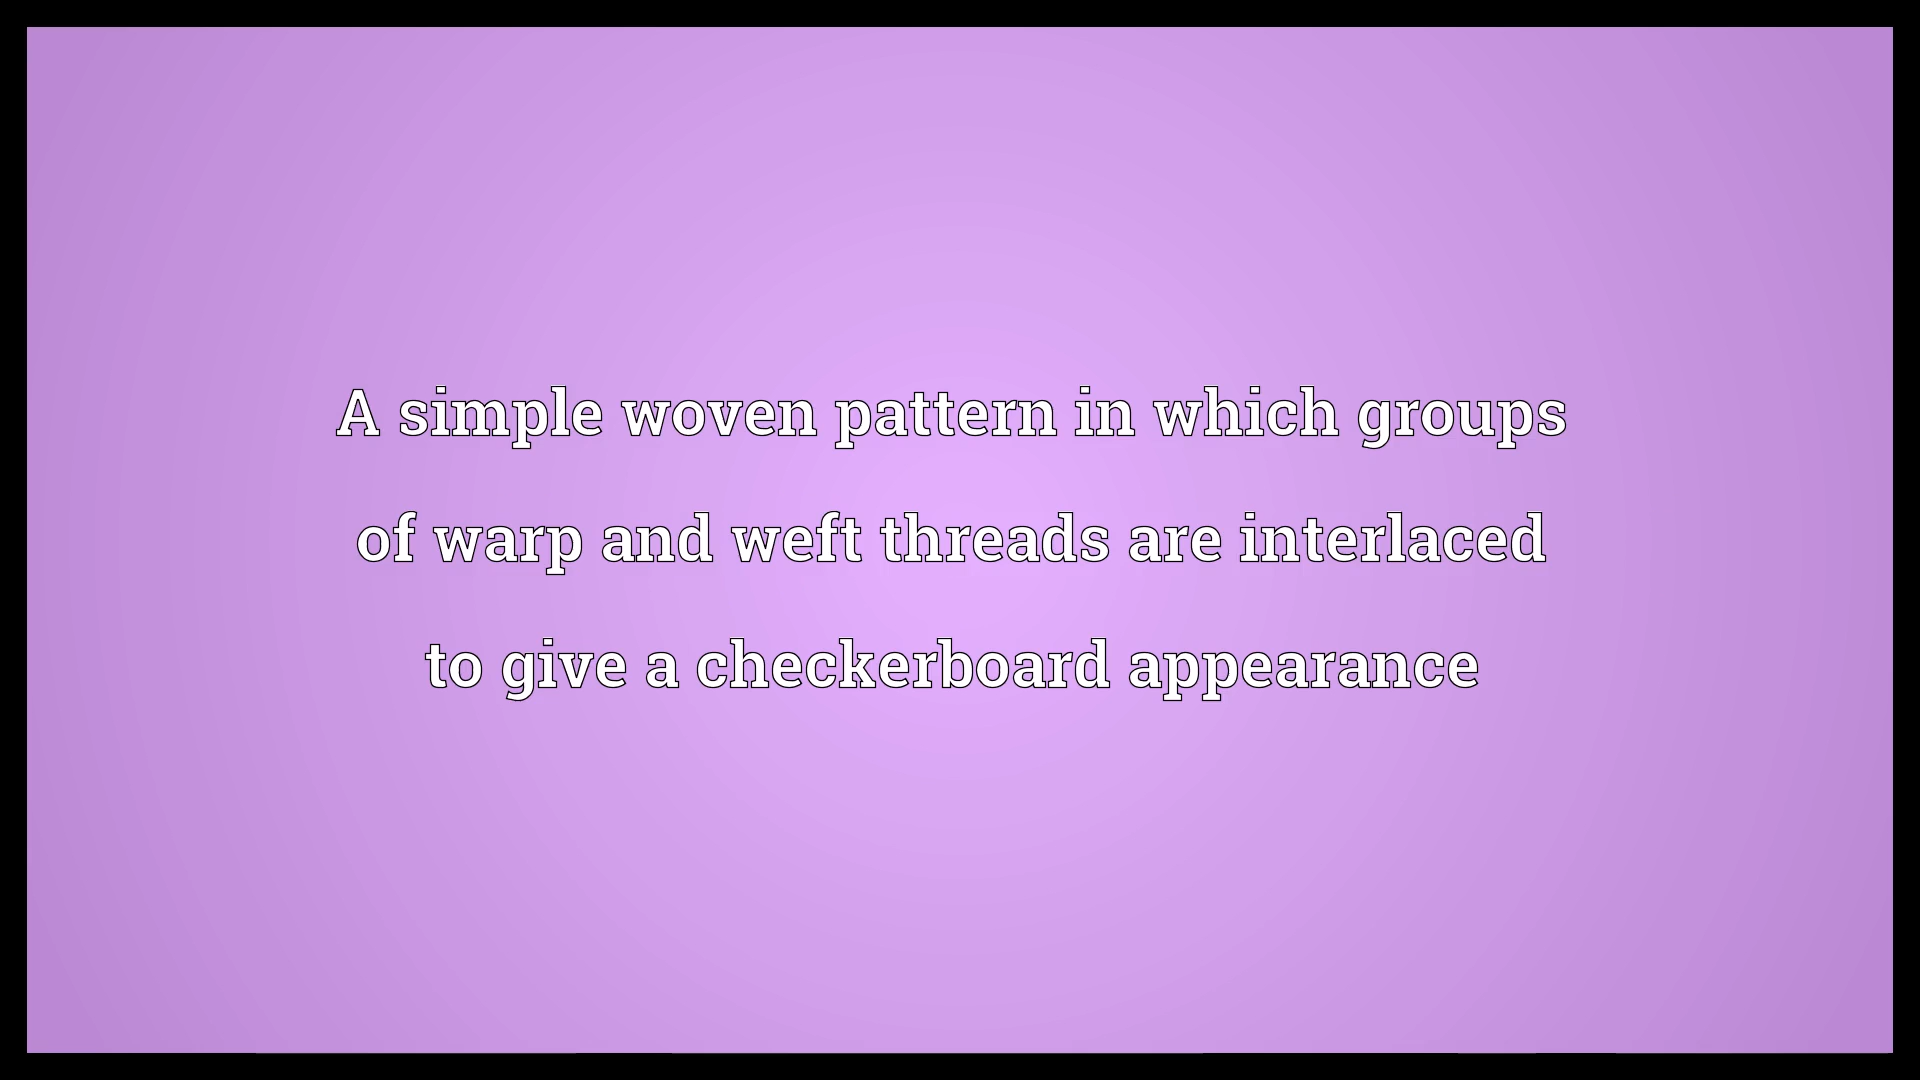 A simple woven pattern in which groups
of warp and weft threads are interlaced
to give a checkerboard appearance